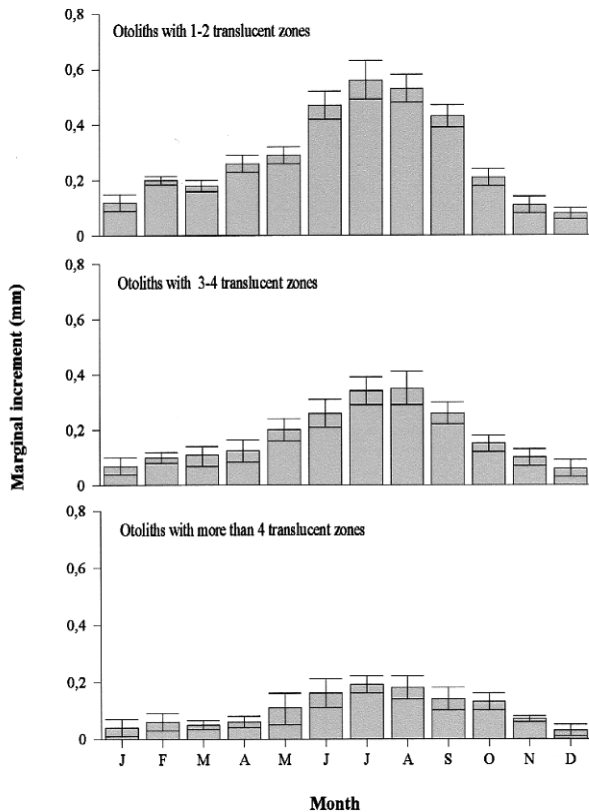 0,8
Otoliths with 1-2 translucent zones
0,6
0,4
0,2
0
0,8
Otoliths with 3-4 translucent zones
0,6
0,4
0,2
0
Marginal increment (mm)
0,8
Otoliths with more than 4 translucent zones
0,6
0,4
0,2
0
J F M A M J J A S O N D
Month